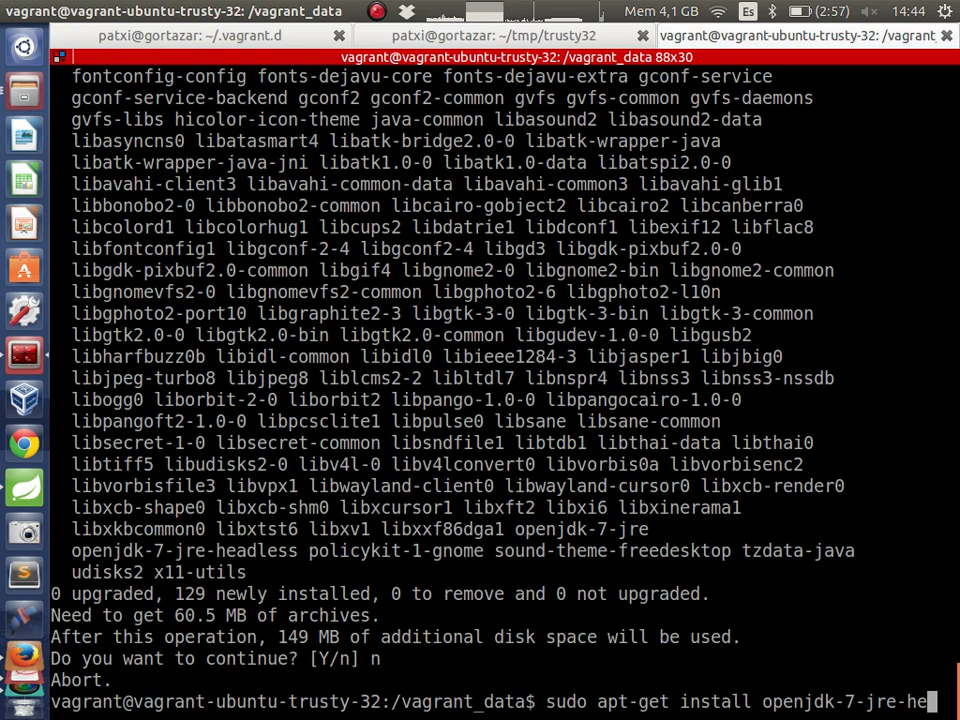 vagrant@vagrant-ubuntu-trusty-32: /vagrant_data
Mem 4,1 GB
Es
(2:57)
14:44
patxi@gortazar: ~/.vagrant.d
patxi@gortazar: ~/tmp/trusty32
vagrant@vagrant-ubuntu-trusty-32: /vagrant_
vagrant@vagrant-ubuntu-trusty-32: /vagrant_data 88x30
fontconfig-config fonts-dejavu-core fonts-dejavu-extra gconf-service
gconf-service-backend gconf2 gconf2-common gvfs gvfs-common gvfs-daemons
gvfs-libs hicolor-icon-theme java-common libasound2 libasound2-data
libasyncns0 libatasmart4 libatk-bridge2.0-0 libatk-wrapper-java
libatk-wrapper-java-jni libatk1.0-0 libatk1.0-data libatspi2.0-0
libavahi-client3 libavahi-common-data libavahi-common3 libavahi-glib1
libbonobo2-0 libbonobo2-common libcairo-gobject2 libcairo2 libcanberra0
libcolord1 libcolorhug1 libcups2 libdatrie1 libdconf1 libexif12 libflac8
libfontconfig1 libgconf-2-4 libgconf2-4 libgd3 libgdk-pixbuf2.0-0
libgdk-pixbuf2.0-common libgif4 libgnome2-0 libgnome2-bin libgnome2-common
libgnomevfs2-0 libgnomevfs2-common libgphoto2-6 libgphoto2-l10n
libgphoto2-port10 libgraphite2-3 libgtk-3-0 libgtk-3-bin libgtk-3-common
libgtk2.0-0 libgtk2.0-bin libgtk2.0-common libgudev-1.0-0 libgusb2
libharfbuzz0b libidl-common libidl0 libieee1284-3 libjasper1 libjbig0
libjpeg-turbo8 libjpeg8 liblcms2-2 libltdl7 libnspr4 libnss3 libnss3-nssdb
libogg0 liborbit-2-0 liborbit2 libpango-1.0-0 libpangocairo-1.0-0
libpangoft2-1.0-0 libpcsclite1 libpulse0 libsane libsane-common
libsecret-1-0 libsecret-common libsndfile1 libtdb1 libthai-data libthai0
libtiff5 libudisks2-0 libv4l-0 libv4lconvert0 libvorbis0a libvorbisenc2
libvorbisfile3 libvpx1 libwayland-client0 libwayland-cursor0 libxcb-render0
libxcb-shape0 libxcb-shm0 libxcursor1 libxft2 libxi6 libxinerama1
libxkbcommon0 libxtst6 libxv1 libxxf86dga1 openjdk-7-jre
openjdk-7-jre-headless policykit-1-gnome sound-theme-freedesktop tzdata-java
udisks2 x11-utils
0 upgraded, 129 newly installed, 0 to remove and 0 not upgraded.
Need to get 60.5 MB of archives.
After this operation, 149 MB of additional disk space will be used.
Do you want to continue? [Y/n] n
Abort.
vagrant@vagrant-ubuntu-trusty-32:/vagrant_data$ sudo apt-get install openjdk-7-jre-he